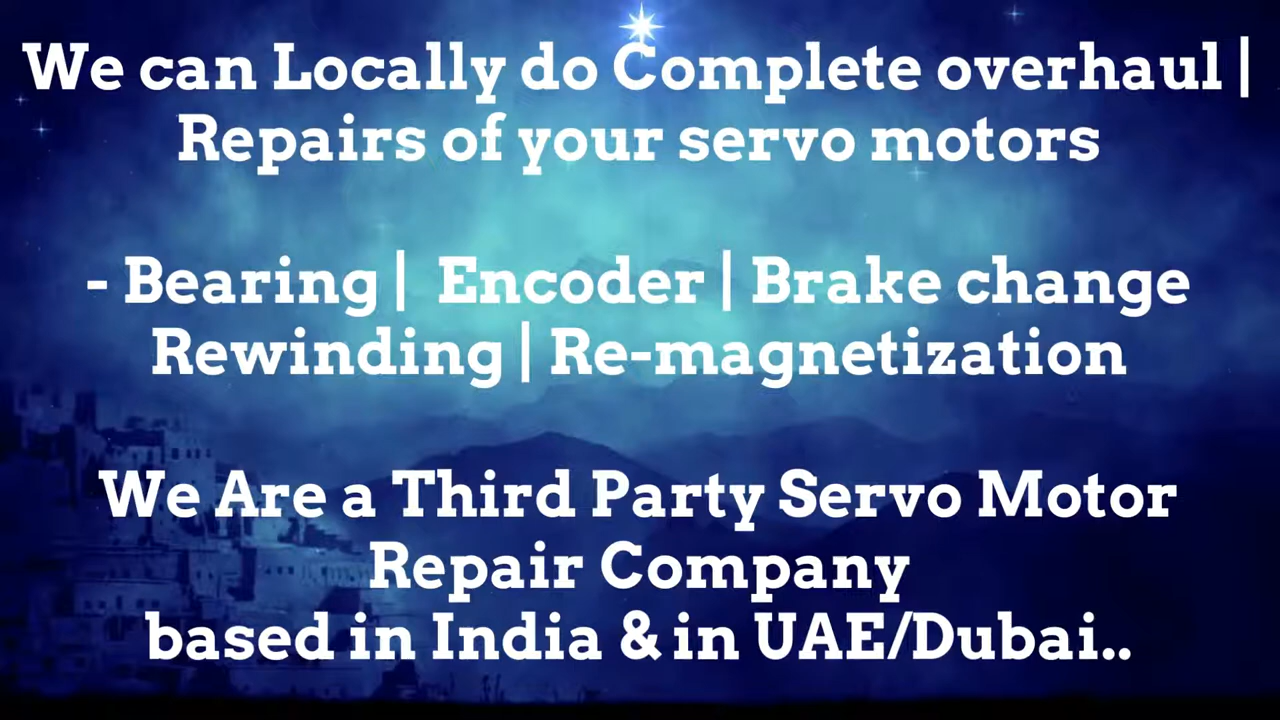 We can Locally do Complete overhaul |
Repairs of your servo motors
- Bearing | Encoder | Brake change
Rewinding | Re-magnetization
We Are a Third Party Servo Motor
Repair Company
based in India & in UAE/Dubai..